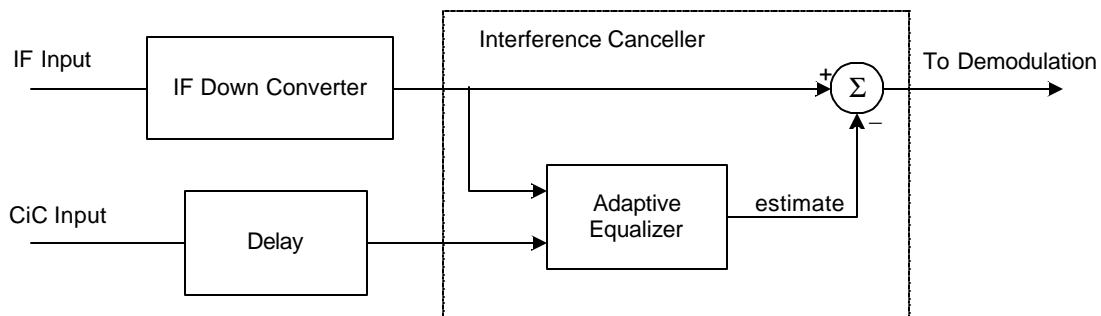 Interference Canceller
IF Input
IF Down Converter
+
Σ
To Demodulation
−
CiC Input
Delay
Adaptive
Equalizer
estimate